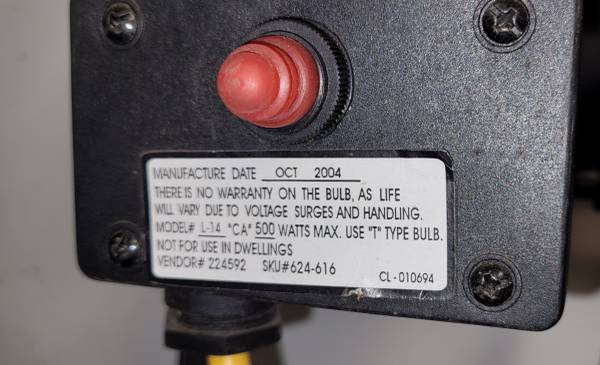 MANUFACTURE DATE OCT 2004
THERE IS NO WARRANTY ON THE BULB, AS LIFE
WILL VARY DUE TO VOLTAGE SURGES AND HANDLING.
MODEL# L-14 "CA" 500 WATTS MAX. USE "T" TYPE BULB.
NOT FOR USE IN DWELLINGS
VENDOR# 224592 SKU#624-616 CL-010694